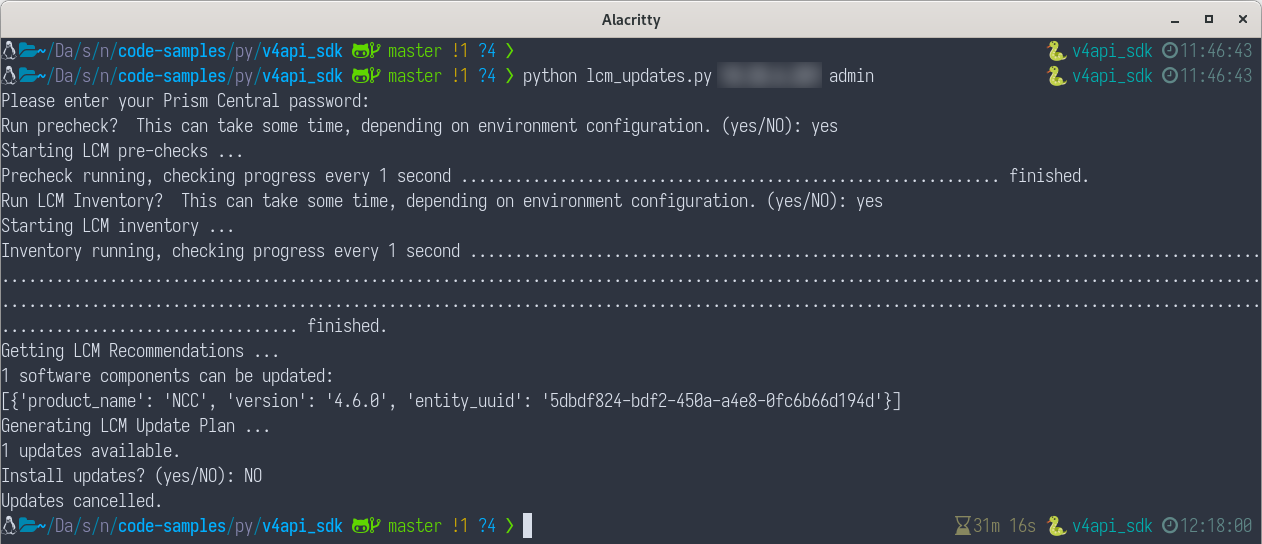 Alacritty
~/Da/s/n/code-samples/py/v4api_sdk master !1 ?4 ❯ v4api_sdk 11:46:43
~/Da/s/n/code-samples/py/v4api_sdk master !1 ?4 ❯ python lcm_updates.py admin v4api_sdk 11:46:43
Please enter your Prism Central password:
Run precheck?  This can take some time, depending on environment configuration. (yes/NO): yes
Starting LCM pre-checks ...
Precheck running, checking progress every 1 second ............................................................ finished.
Run LCM Inventory?  This can take some time, depending on environment configuration. (yes/NO): yes
Starting LCM inventory ...
Inventory running, checking progress every 1 second ........................................................................................
............................................................................................................................................
............................................................................................................................................
................................. finished.
Getting LCM Recommendations ...
1 software components can be updated:
[{'product_name': 'NCC', 'version': '4.6.0', 'entity_uuid': '5dbdf824-bdf2-450a-a4e8-0fc6b66d194d'}]
Generating LCM Update Plan ...
1 updates available.
Install updates? (yes/NO): NO
Updates cancelled.
~/Da/s/n/code-samples/py/v4api_sdk master !1 ?4 ❯ 31m 16s v4api_sdk 12:18:00